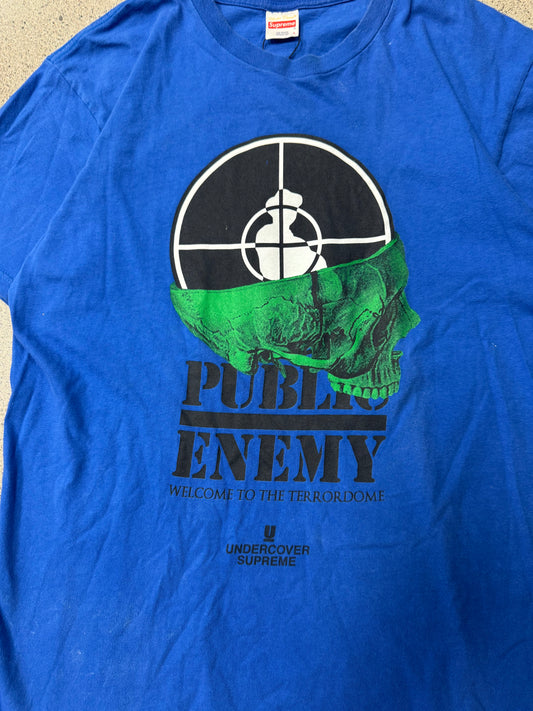 Supreme
PUBLIC
ENEMY
WELCOME TO THE TERRORDOME
U
UNDERCOVER
SUPREME